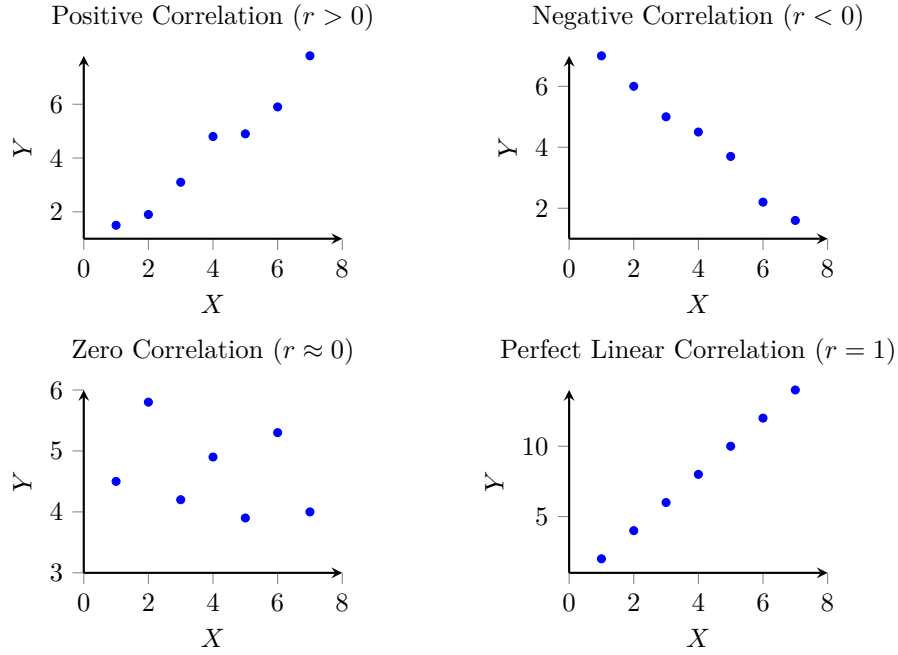 Positive Correlation (r > 0)
6
4
2
Y
0 2 4 6 8
X
Negative Correlation (r < 0)
6
4
2
Y
0 2 4 6 8
X
Zero Correlation (r ≈ 0)
6
5
4
3
Y
0 2 4 6 8
X
Perfect Linear Correlation (r = 1)
10
5
Y
0 2 4 6 8
X